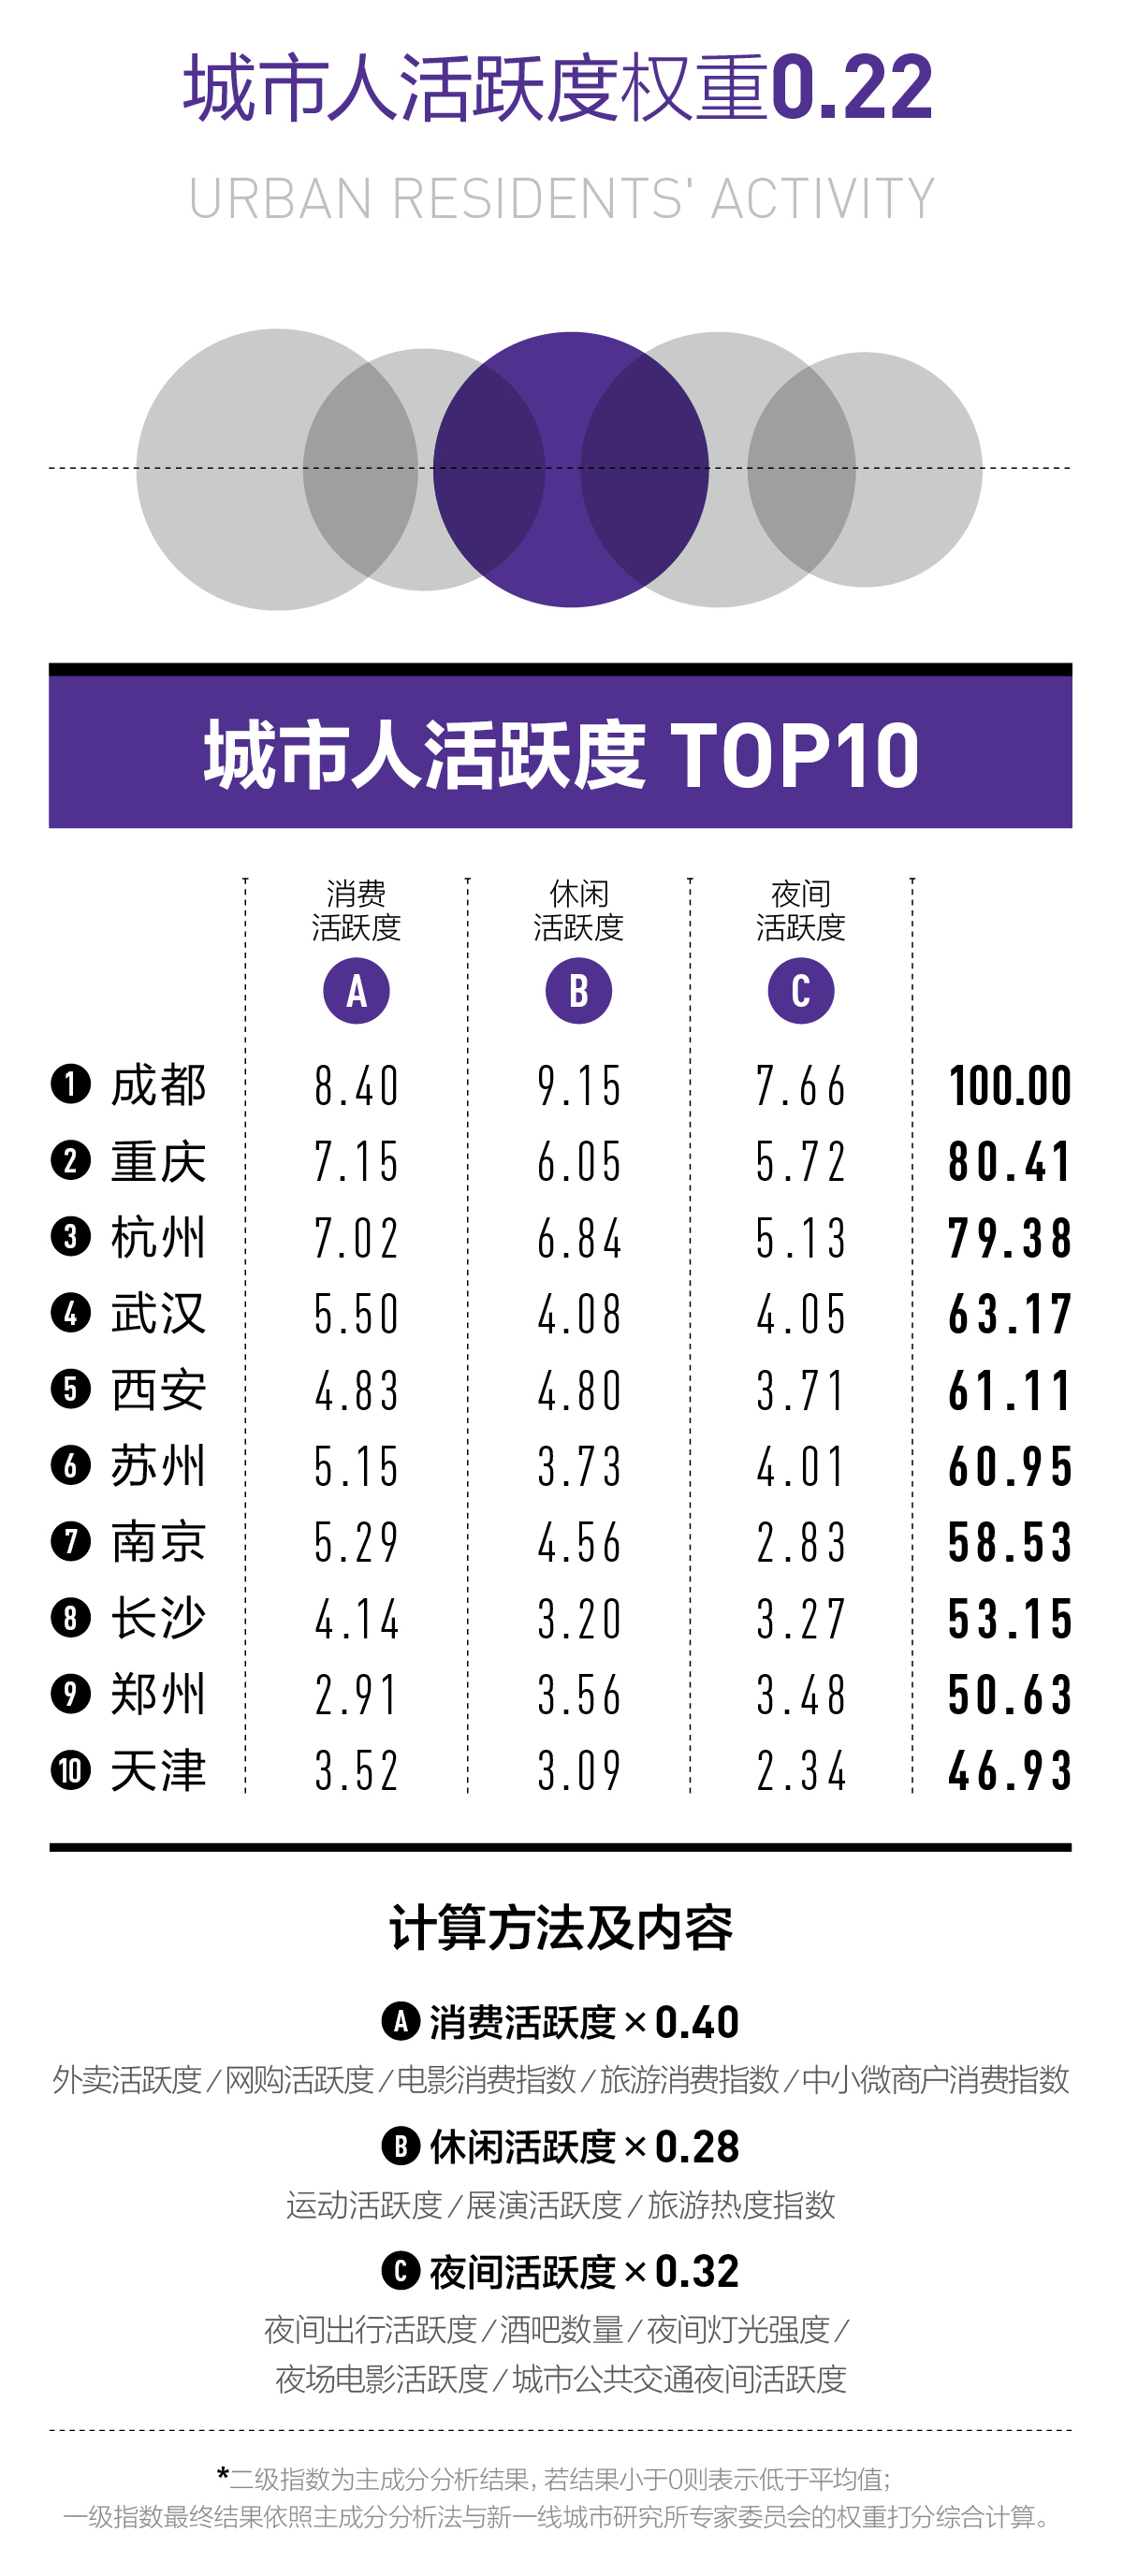 城市人活跃度权重0.22
URBAN RESIDENTS' ACTIVITY
城市人活跃度 TOP10
消费 休闲 夜间
活跃度 活跃度 活跃度
A B C
1 成都 8.40 9.15 7.66 100.00
2 重庆 7.15 6.05 5.72 80.41
3 杭州 7.02 6.84 5.13 79.38
4 武汉 5.50 4.08 4.05 63.17
5 西安 4.83 4.80 3.71 61.11
6 苏州 5.15 3.73 4.01 60.95
7 南京 5.29 4.56 2.83 58.53
8 长沙 4.14 3.20 3.27 53.15
9 郑州 2.91 3.56 3.48 50.63
10 天津 3.52 3.09 2.34 46.93
计算方法及内容
A 消费活跃度×0.40
外卖活跃度/网购活跃度/电影消费指数/旅游消费指数/中小微商户消费指数
B 休闲活跃度×0.28
运动活跃度/展演活跃度/旅游热度指数
C 夜间活跃度×0.32
夜间出行活跃度/酒吧数量/夜间灯光强度/
夜场电影活跃度/城市公共交通夜间活跃度
*二级指数为主成分分析结果，若结果小于0则表示低于平均值；
一级指数最终结果依照主成分分析法与新一线城市研究所专家委员会的权重打分综合计算。